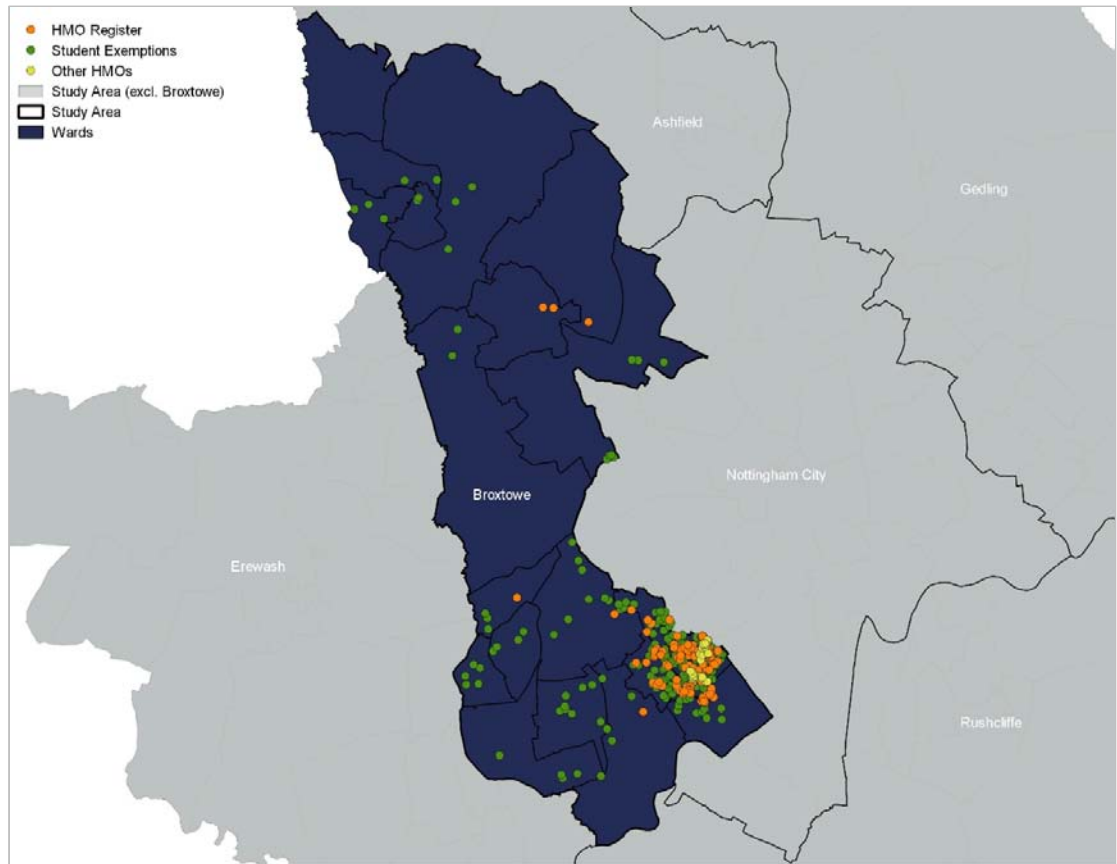 HMO Register
Student Exemptions
Other HMOs
Study Area (excl. Broxtowe)
Study Area
Wards
Ashfield
Gedling
Nottingham City
Broxtowe
Erewash
Rushcliffe